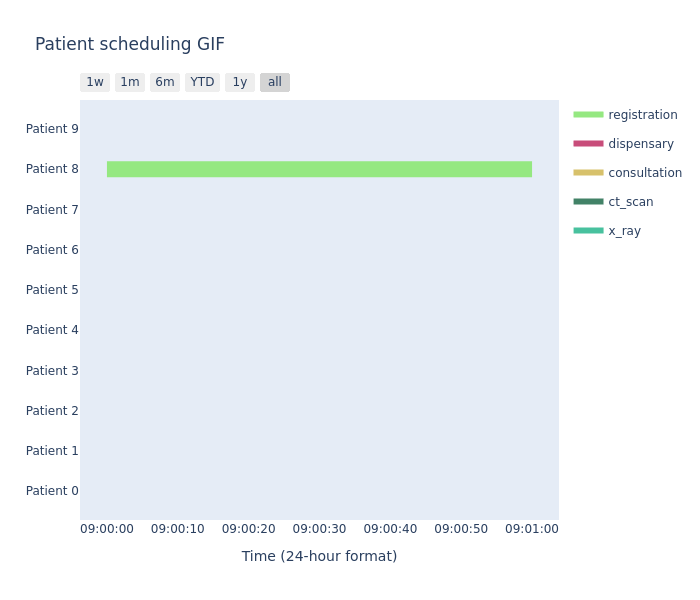 Patient scheduling GIF
1w 1m 6m YTD 1y all
registration
dispensary
consultation
ct_scan
x_ray
Patient 9
Patient 8
Patient 7
Patient 6
Patient 5
Patient 4
Patient 3
Patient 2
Patient 1
Patient 0
09:00:00 09:00:10 09:00:20 09:00:30 09:00:40 09:00:50 09:01:00
Time (24-hour format)